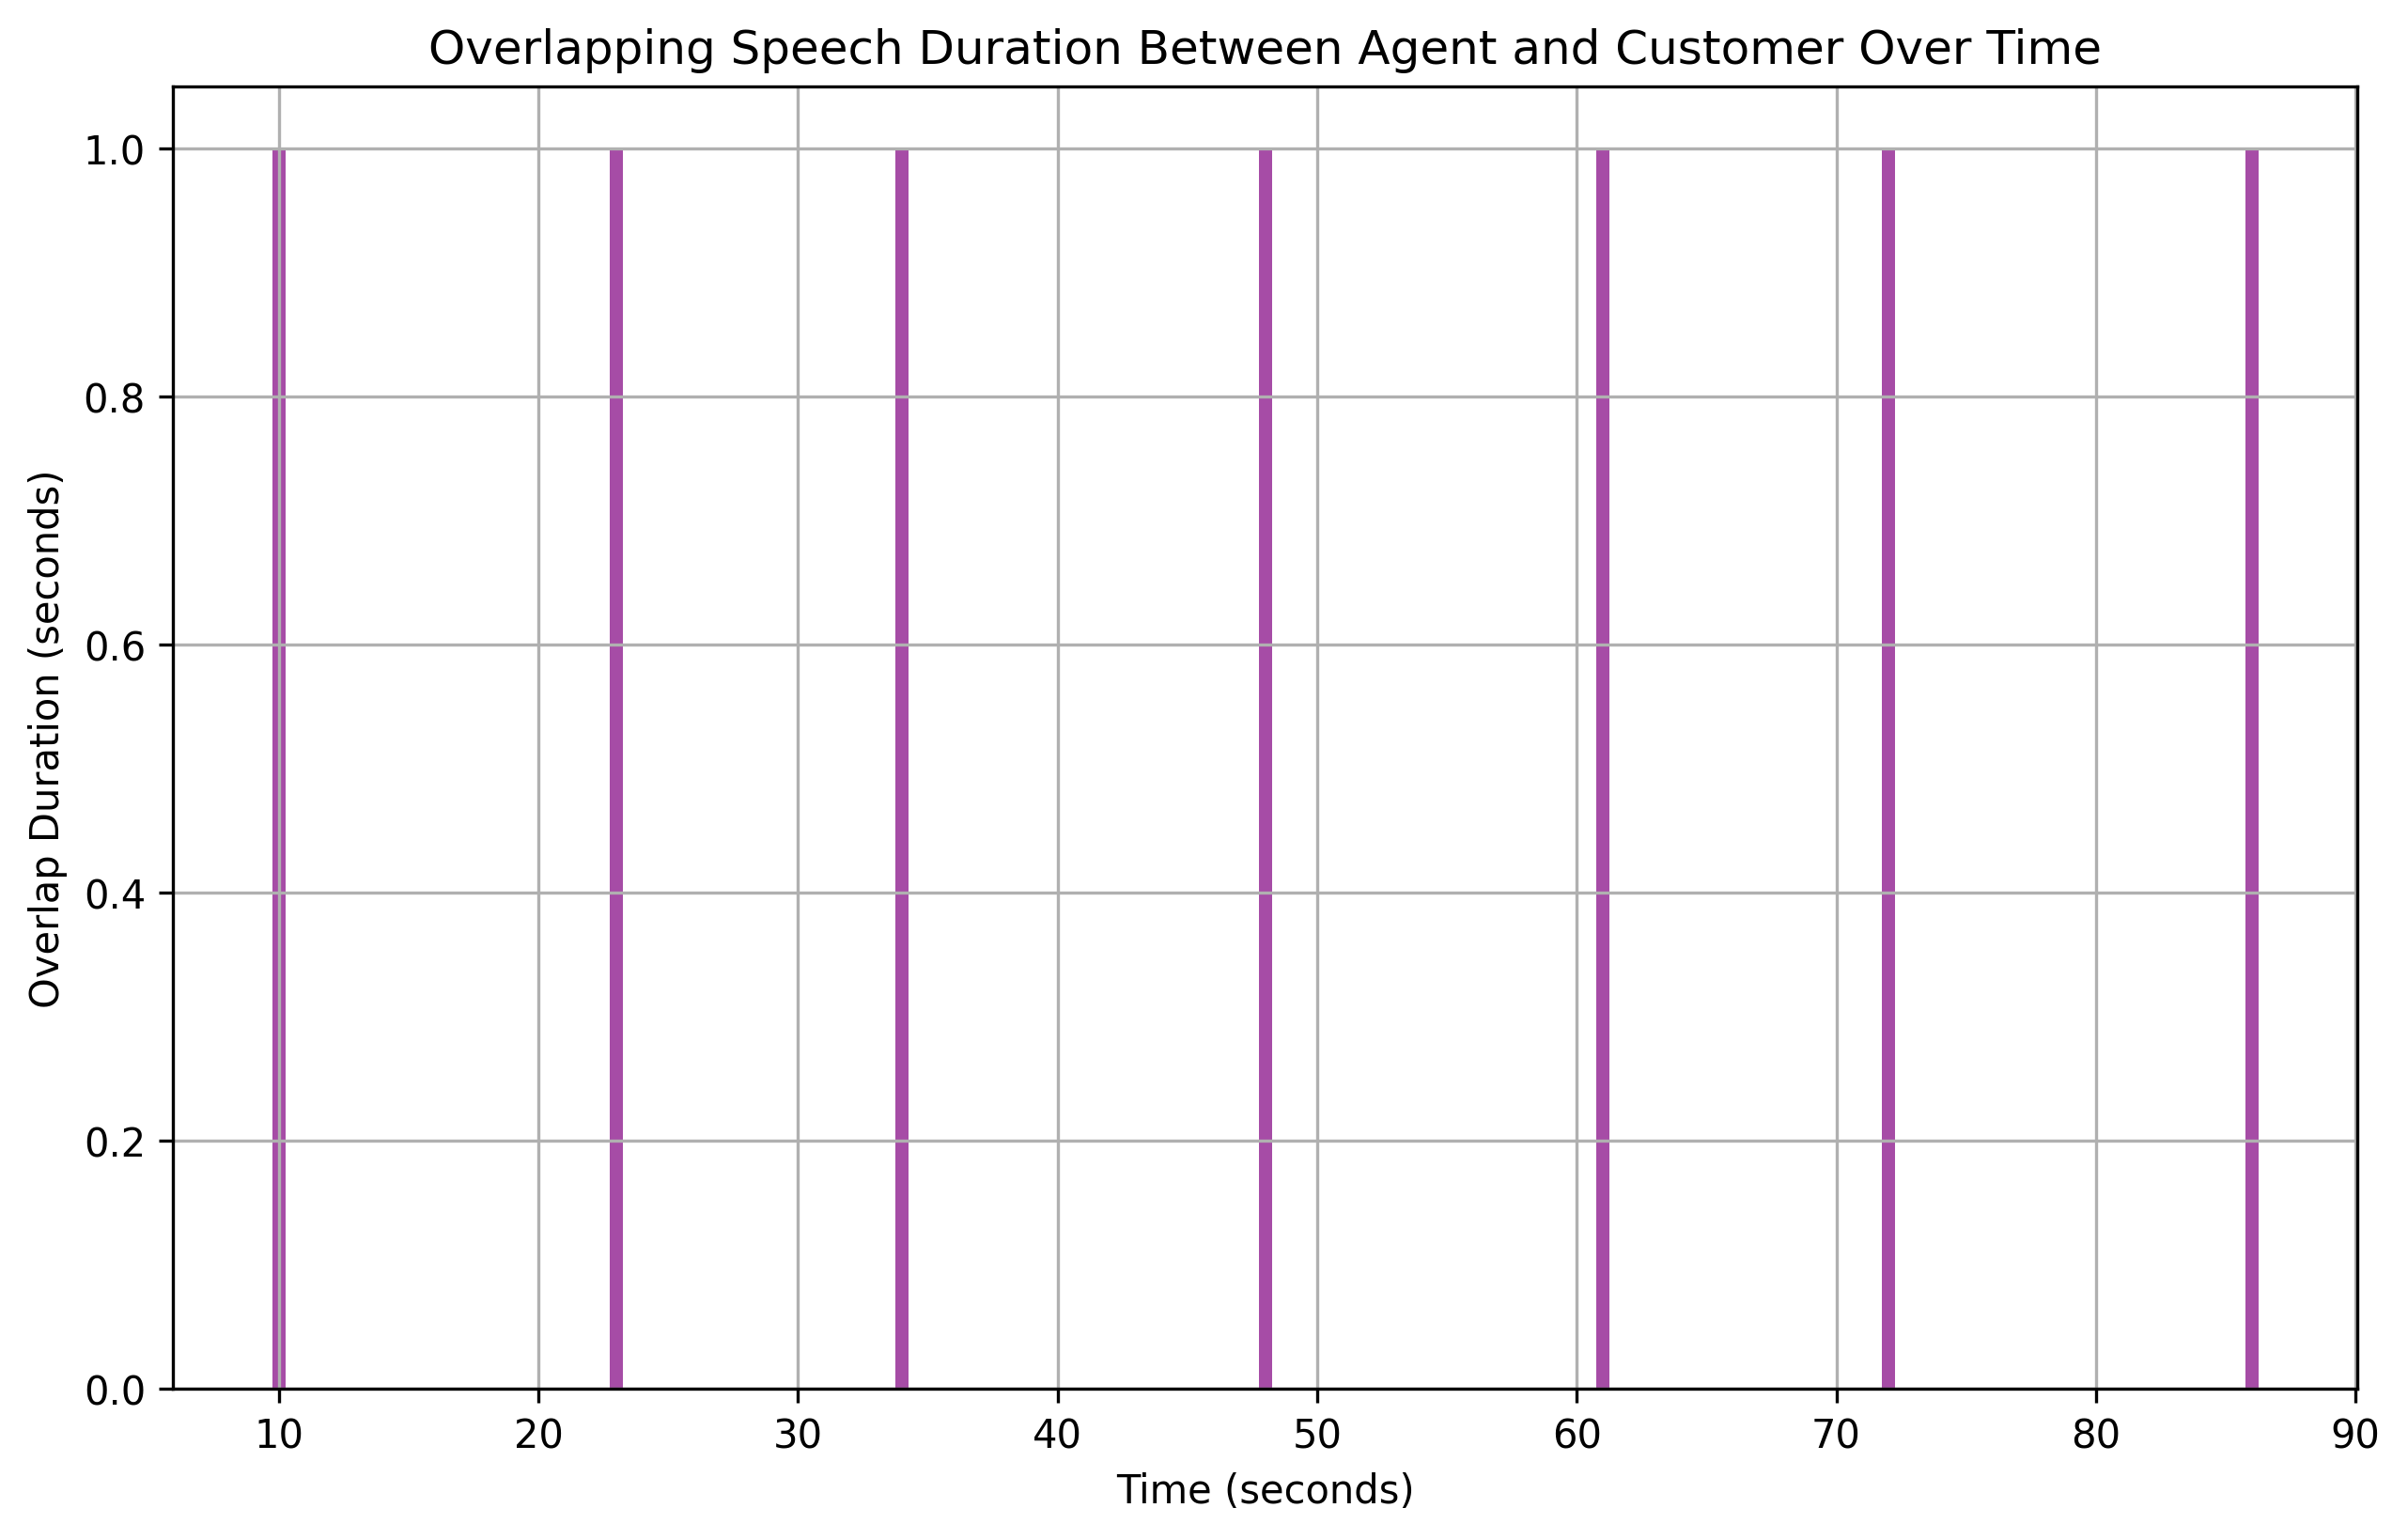 Overlapping Speech Duration Between Agent and Customer Over Time
Overlap Duration (seconds)
1.0
0.8
0.6
0.4
0.2
0.0
10 20 30 40 50 60 70 80 90
Time (seconds)